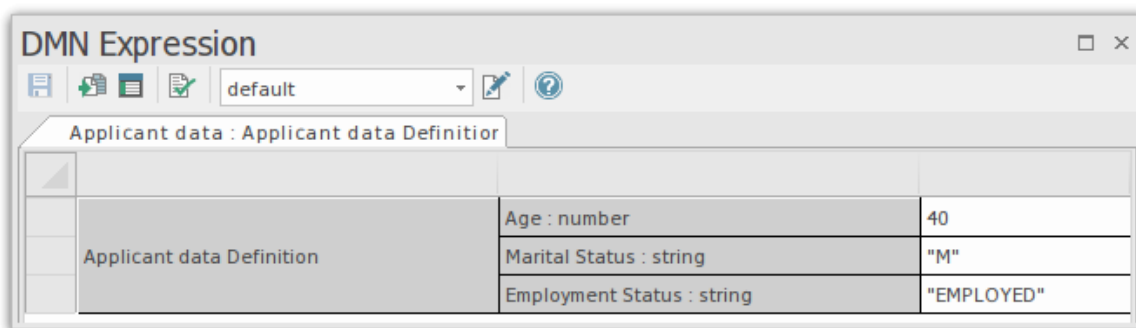 DMN Expression
default
Applicant data : Applicant data Definition
Age : number 40
Applicant data Definition Marital Status : string "M"
Employment Status : string "EMPLOYED"